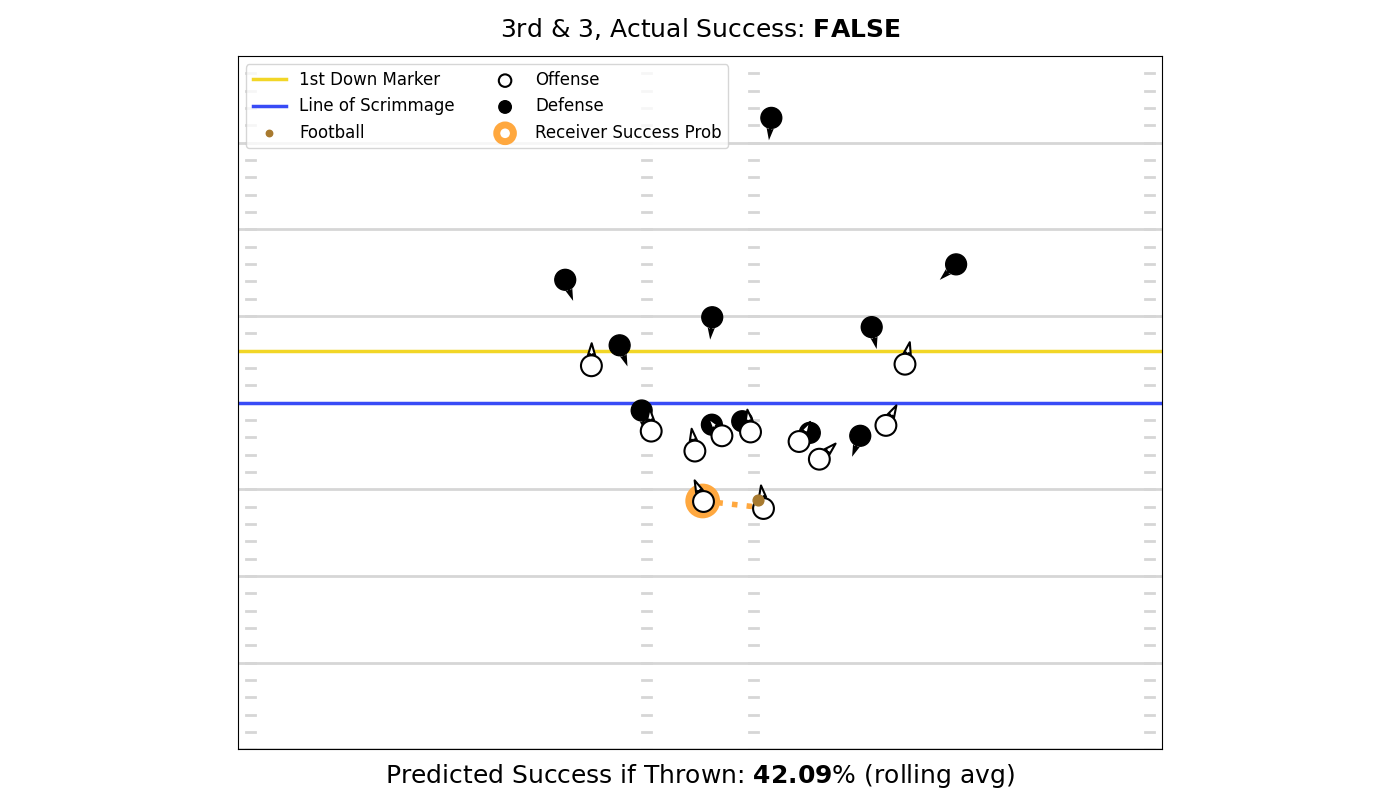 3rd & 3, Actual Success: FALSE
1st Down Marker
Line of Scrimmage
Football
Offense
Defense
Receiver Success Prob
Predicted Success if Thrown: 42.09% (rolling avg)